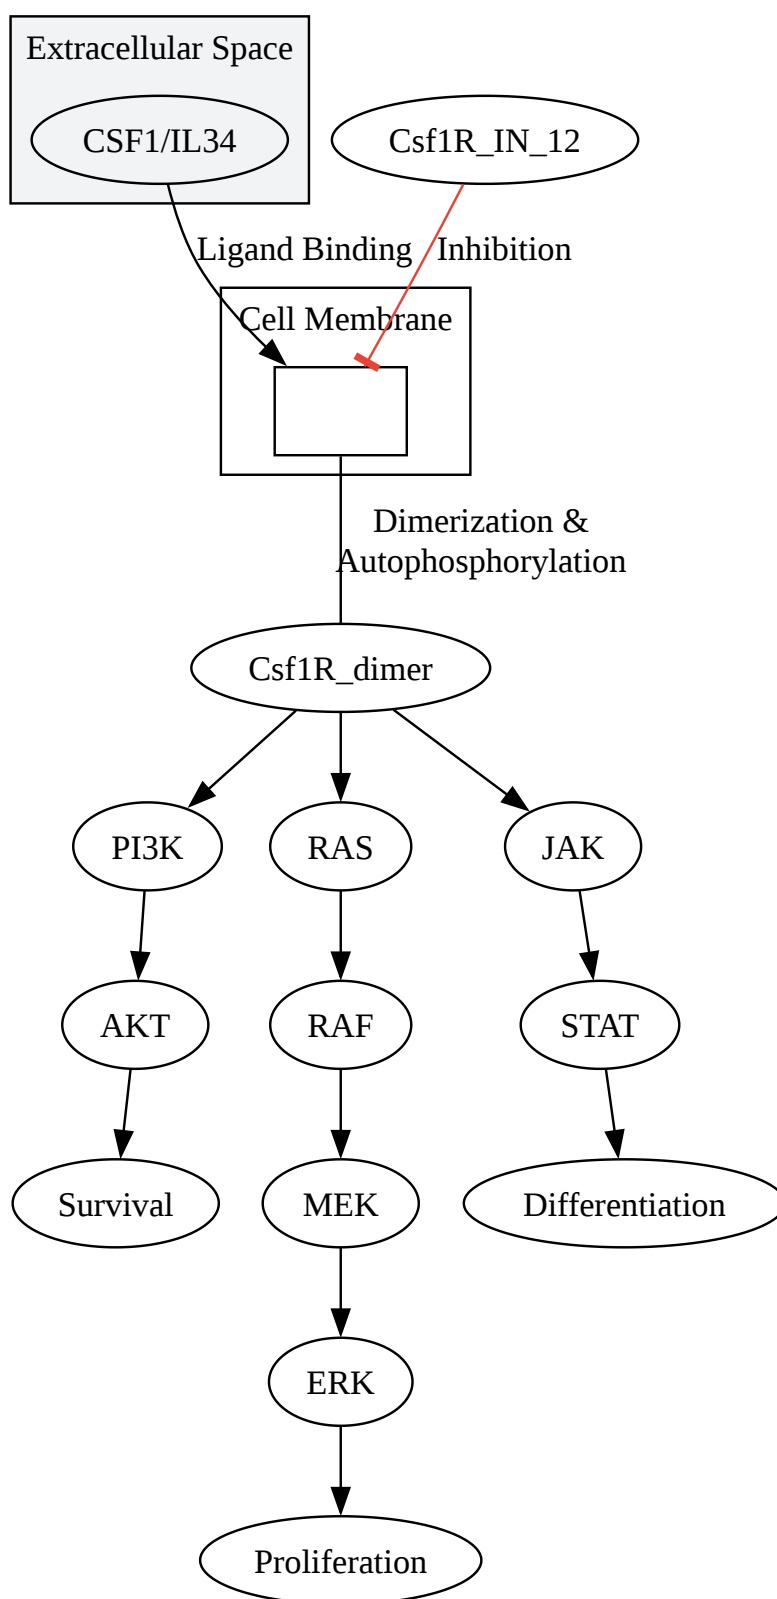 Extracellular Space
CSF1/IL34
Csf1R_IN_12
Ligand Binding
Inhibition
Cell Membrane
Dimerization &
Autophosphorylation
Csf1R_dimer
PI3K
RAS
JAK
AKT
RAF
STAT
Survival
MEK
Differentiation
ERK
Proliferation